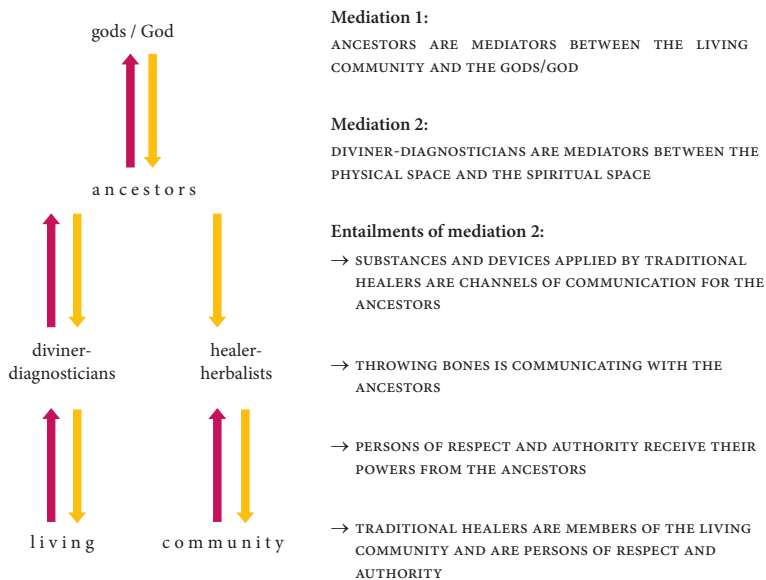 gods / God
ancestors
diviner-
diagnosticians
healer-
herbalists
living community
Mediation 1:
ANCESTORS ARE MEDIATORS BETWEEN THE LIVING
COMMUNITY AND THE GODS/GOD
Mediation 2:
DIVINER-DIAGNOSTICIANS ARE MEDIATORS BETWEEN THE
PHYSICAL SPACE AND THE SPIRITUAL SPACE
Entailments of mediation 2:
→ SUBSTANCES AND DEVICES APPLIED BY TRADITIONAL
HEALERS ARE CHANNELS OF COMMUNICATION FOR THE
ANCESTORS
→ THROWING BONES IS COMMUNICATING WITH THE
ANCESTORS
→ PERSONS OF RESPECT AND AUTHORITY RECEIVE THEIR
POWERS FROM THE ANCESTORS
→ TRADITIONAL HEALERS ARE MEMBERS OF THE LIVING
COMMUNITY AND ARE PERSONS OF RESPECT AND
AUTHORITY